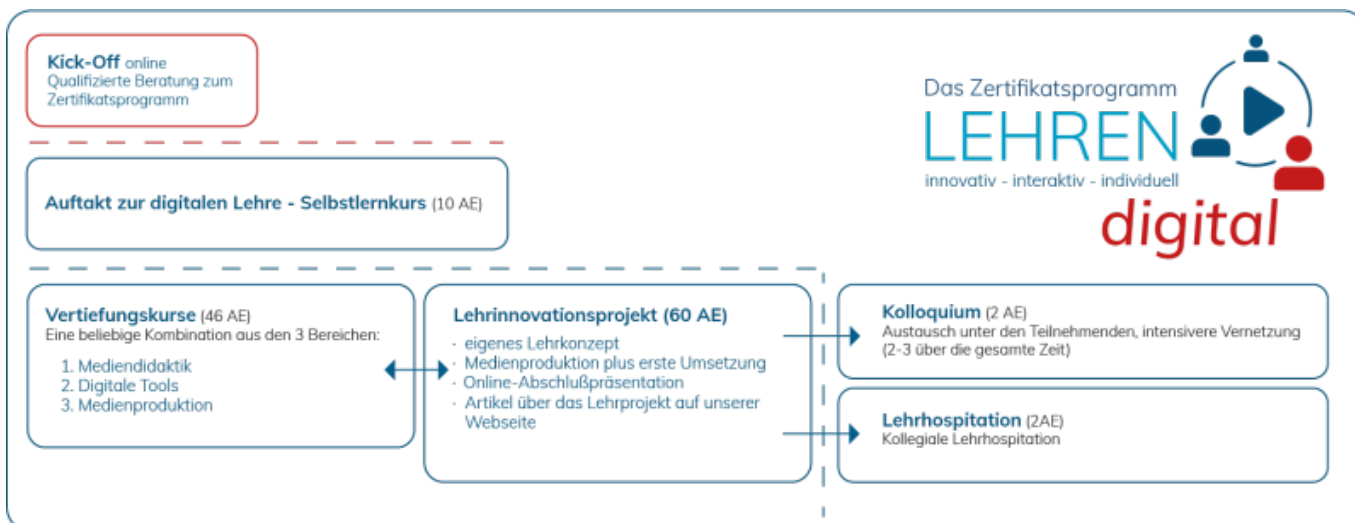 Kick-Off online
Qualifizierte Beratung zum
Zertifikatsprogramm
Das Zertifikatsprogramm
LEHREN
innovativ - interaktiv - individuell
digital
Auftakt zur digitalen Lehre - Selbstlernkurs (10 AE)
Vertiefungskurse (46 AE)
Eine beliebige Kombination aus den 3 Bereichen:
1. Mediendidaktik
2. Digitale Tools
3. Medienproduktion
Lehrinnovationsprojekt (60 AE)
· eigenes Lehrkonzept
· Medienproduktion plus erste Umsetzung
· Online-Abschlußpräsentation
· Artikel über das Lehrprojekt auf unserer
Webseite
Kolloquium (2 AE)
Austausch unter den Teilnehmenden, intensivere Vernetzung
(2-3 über die gesamte Zeit)
Lehrhospitation (2AE)
Kollegiale Lehrhospitation